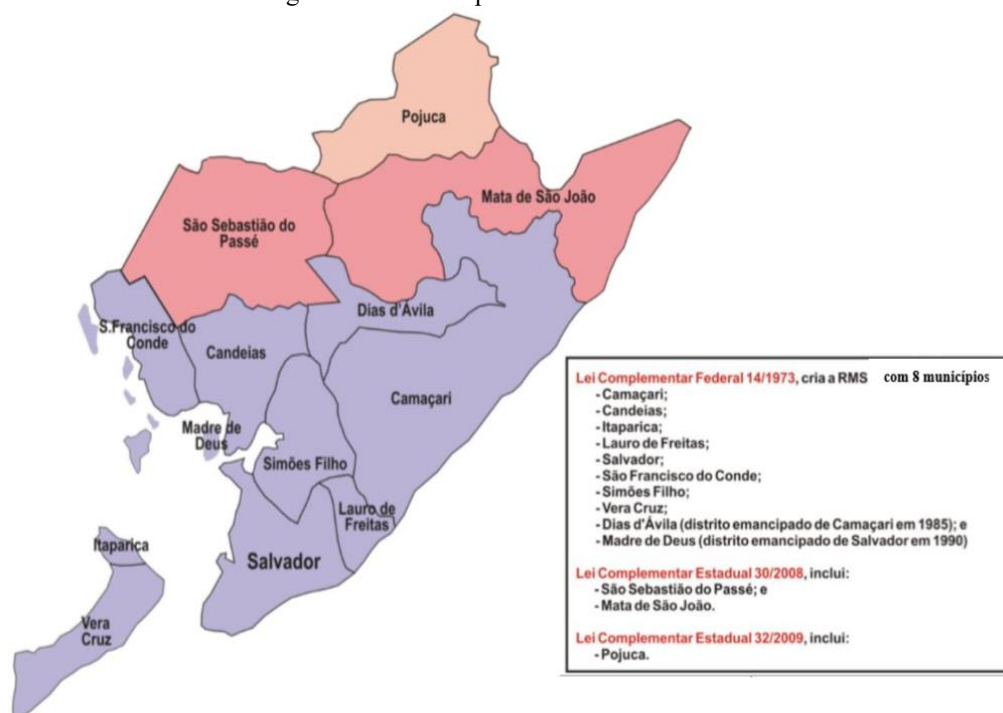 Pojuca
Mata de São João
São Sebastião do
Passé
Dias d'Ávila
S.Francisco do
Conde
Candeias
Camaçari
Madre de
Deus
Simões Filho
Lauro de
Freitas
Itaparica
Salvador
Vera
Cruz
Lei Complementar Federal 14/1973, cria a RMS com 8 municípios
- Camaçari;
- Candeias;
- Itaparica;
- Lauro de Freitas;
- Salvador;
- São Francisco do Conde;
- Simões Filho;
- Vera Cruz;
- Dias d'Ávila (distrito emancipado de Camaçari em 1985); e
- Madre de Deus (distrito emancipado de Salvador em 1990)
Lei Complementar Estadual 30/2008, inclui:
- São Sebastião do Passé; e
- Mata de São João.
Lei Complementar Estadual 32/2009, inclui:
- Pojuca.